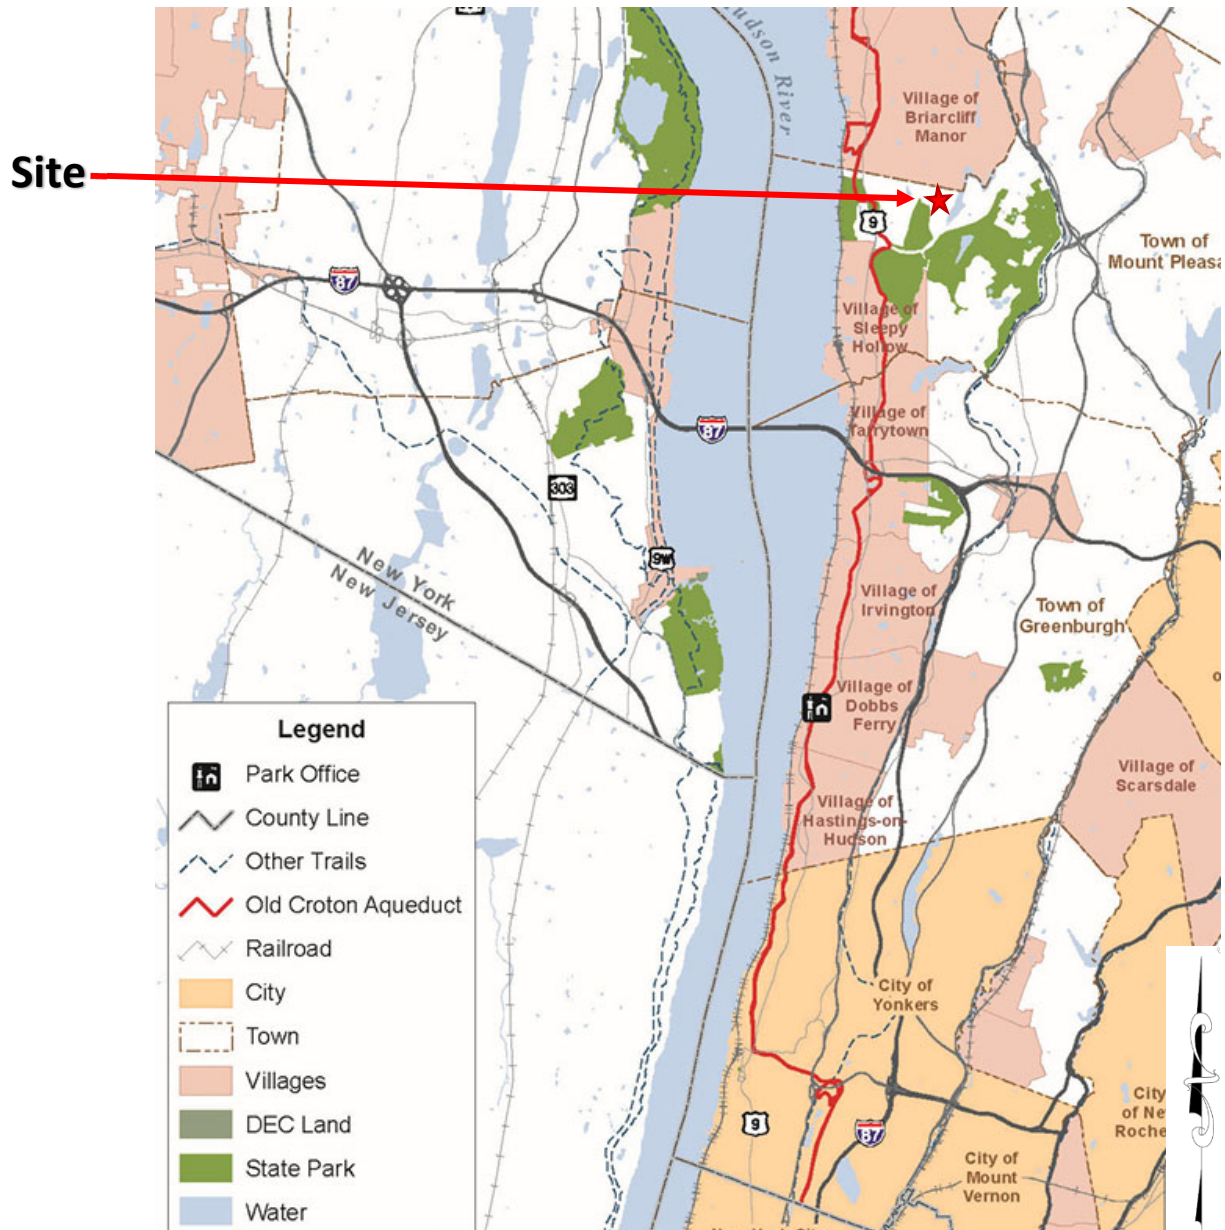 Hudson River
Village of
Briarcliff
Manor
Site
9
Town of
Mount Pleasa
87
Village of
Sleepy
Hollow
Village of
Tarrytown
87
303
9W
New York
New Jersey
Village of
Irvington
Town of
Greenburgh
Village of
Dobbs
Ferry
Village of
Scarsdale
Village of
Hastings-on-
Hudson
Legend
Park Office
County Line
Other Trails
Old Croton Aqueduct
Railroad
City
Town
Villages
DEC Land
State Park
Water
City of
Yonkers
9
87
City
of New
Roche
City of
Mount
Vernon